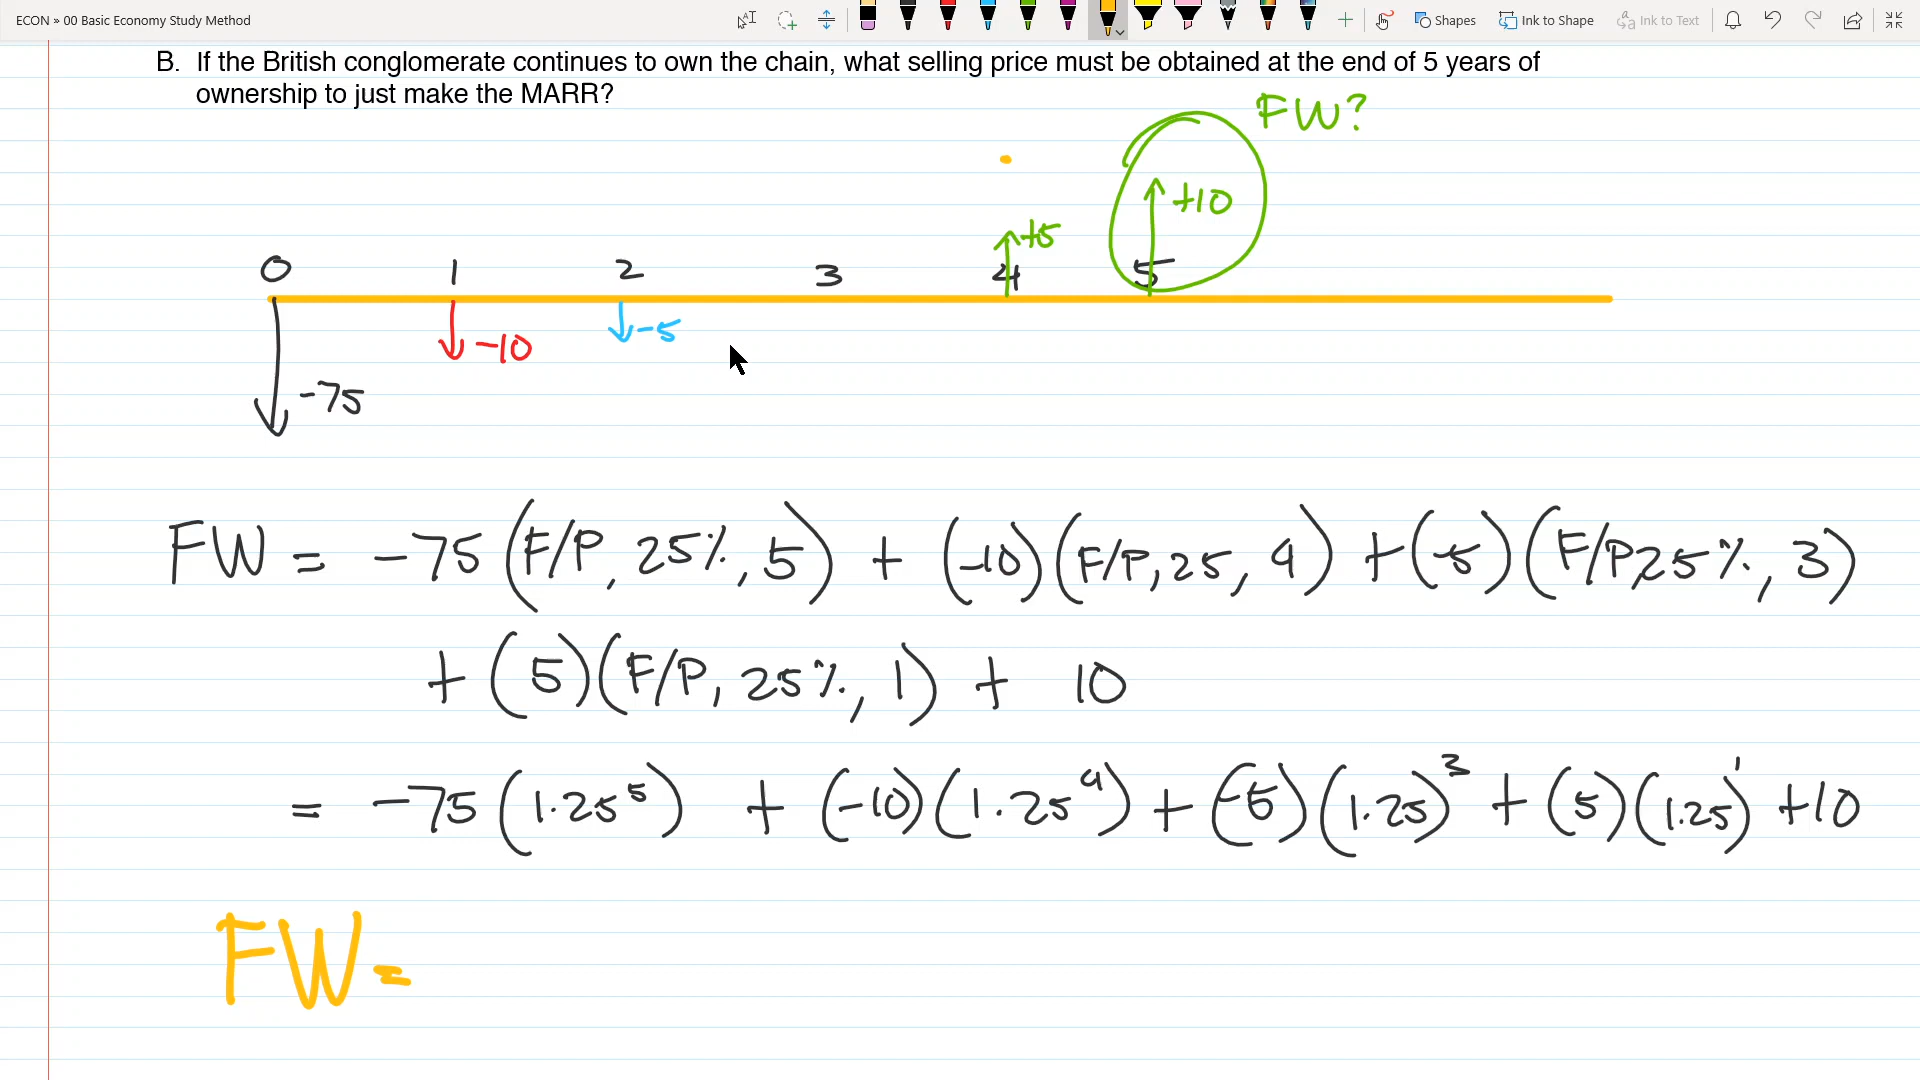 ECON » 00 Basic Economy Study Method
Shapes Ink to Shape Ink to Text
B. If the British conglomerate continues to own the chain, what selling price must be obtained at the end of 5 years of
ownership to just make the MARR?
FW?
+10
+5
0 1 2 3 4 5
-10 -5
-75
FW = -75 (F/P, 25%, 5) + (-10)(F/P, 25, 4) + (-5)(F/P, 25%, 3)
+ (5)(F/P, 25%, 1) + 10
= -75 (1.25⁵) + (-10)(1.25⁴) + (-5)(1.25)³ + (5)(1.25)¹ +10
FW=